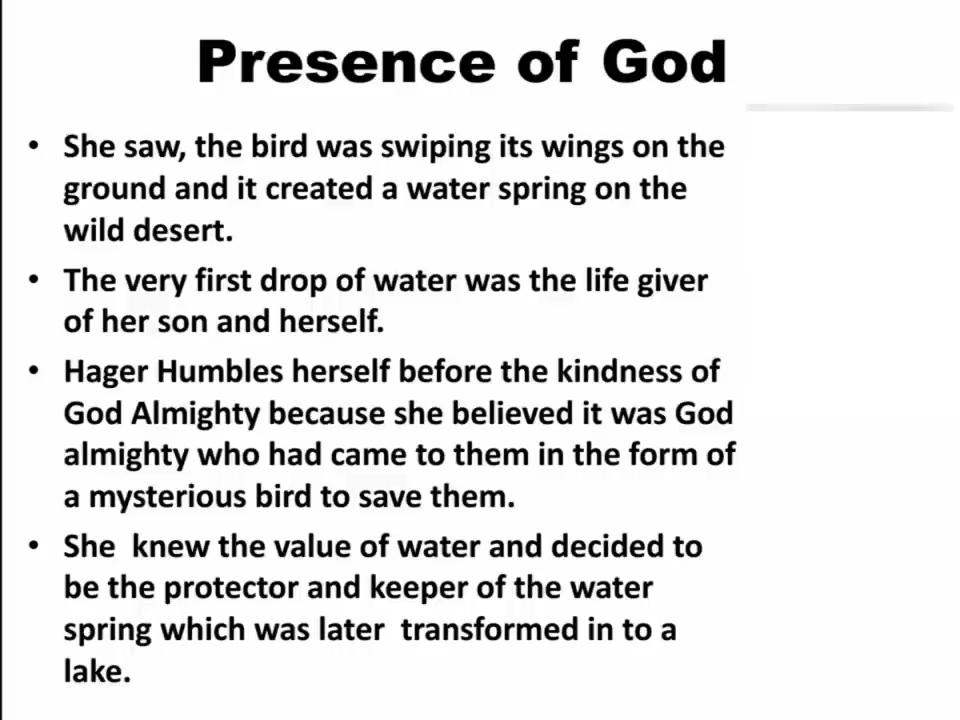 Presence of God
• She saw, the bird was swiping its wings on the
ground and it created a water spring on the
wild desert.
• The very first drop of water was the life giver
of her son and herself.
• Hager Humbles herself before the kindness of
God Almighty because she believed it was God
almighty who had came to them in the form of
a mysterious bird to save them.
• She  knew the value of water and decided to
be the protector and keeper of the water
spring which was later  transformed in to a
lake.